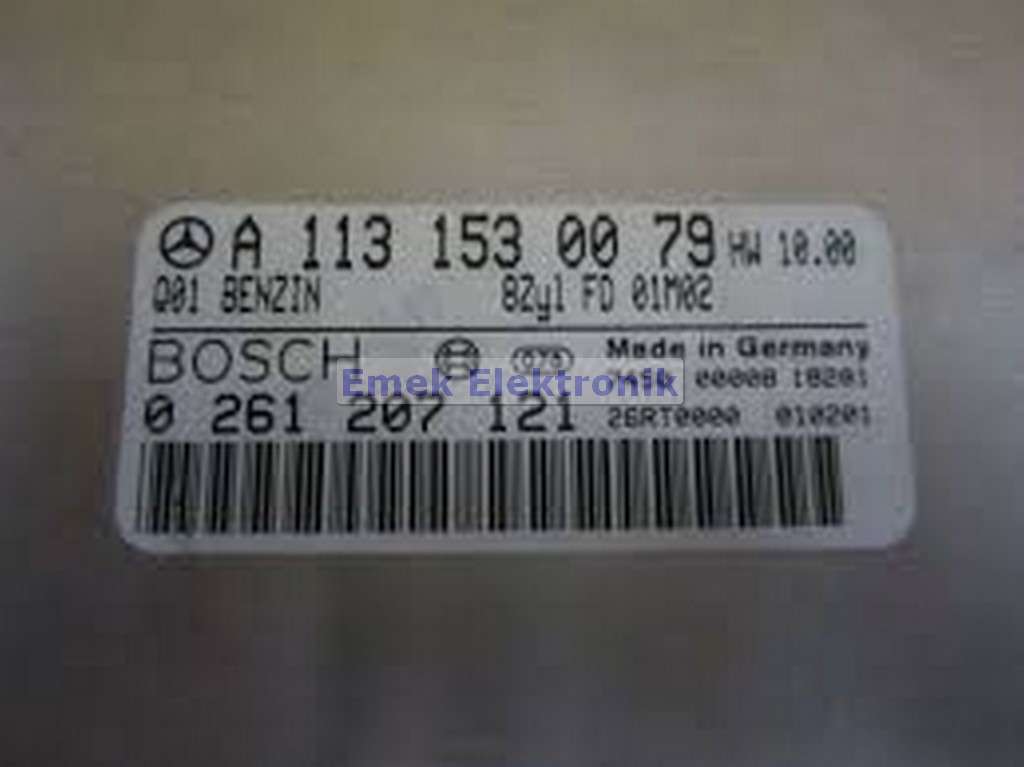 A 113 153 00 79 HW 10.00
Q01 BENZIN 8Zyl FD 01M02
BOSCH Made in Germany
00008 18201
Emek Elektronik
0 261 207 121 26RT0000 010201